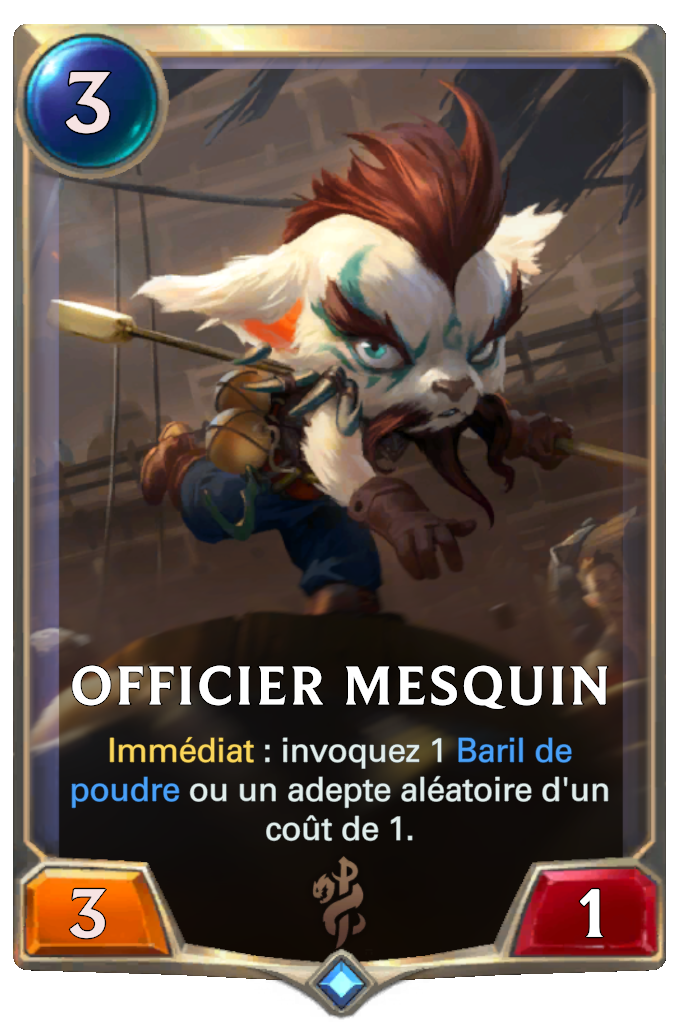 3
OFFICIER MESQUIN
Immédiat : invoquez 1 Baril de
poudre ou un adepte aléatoire d'un
coût de 1.
3
1